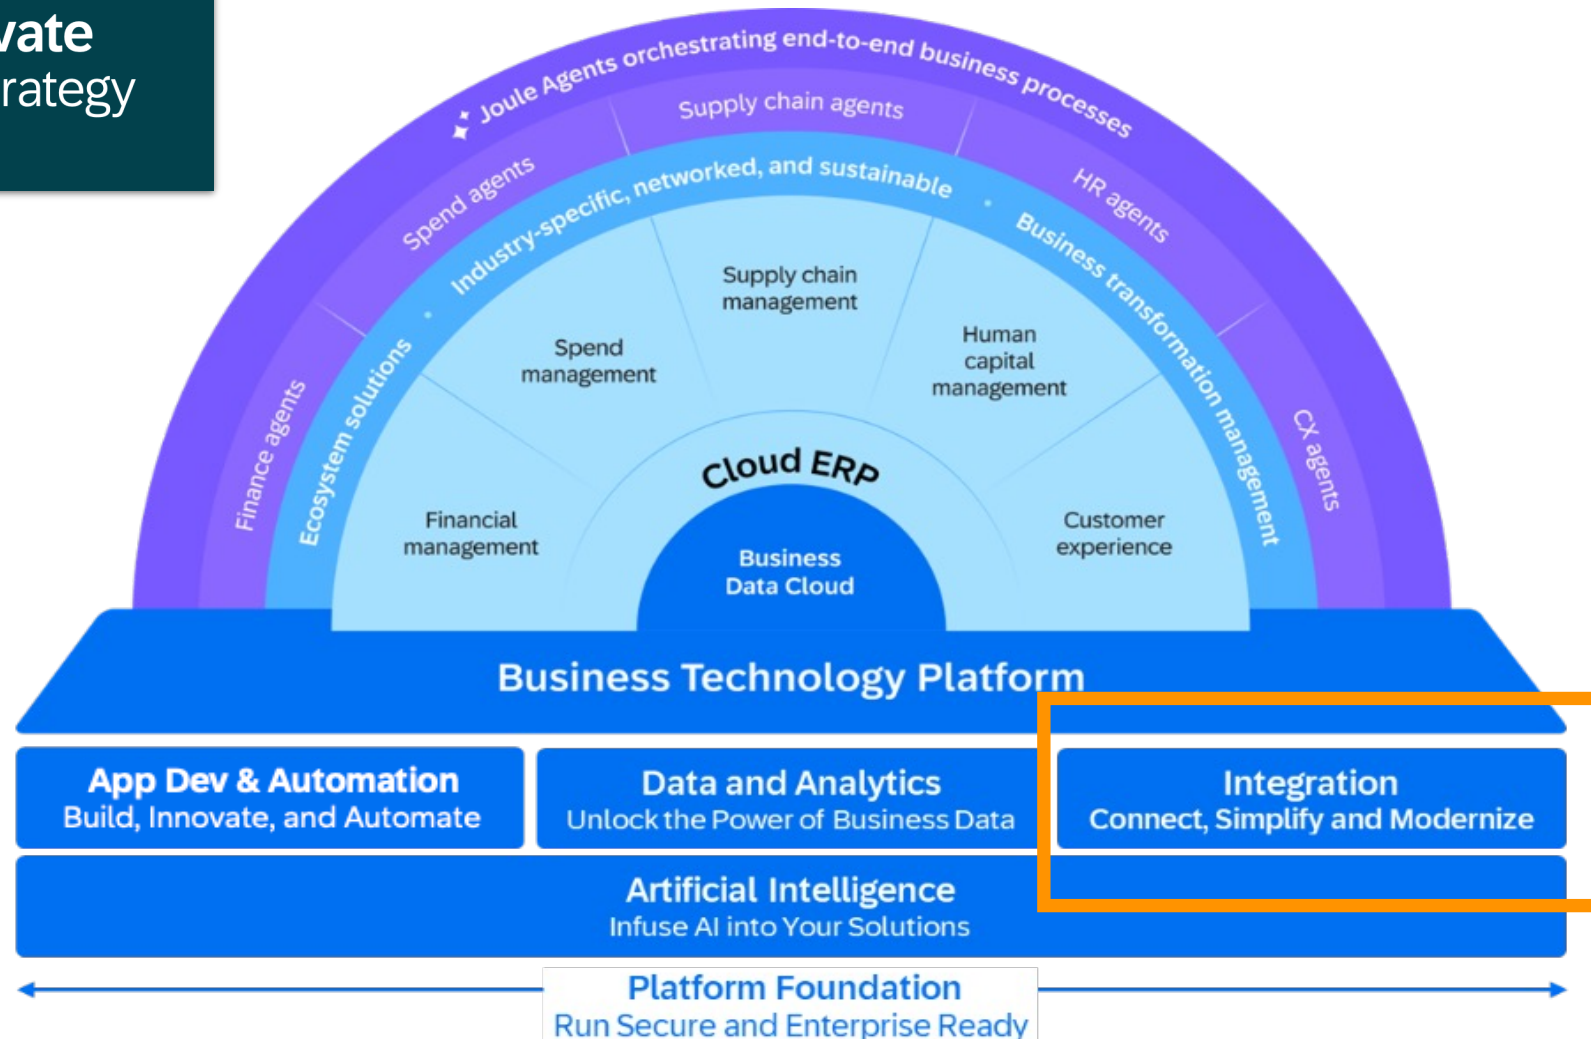 vate
rategy
Joule Agents orchestrating end-to-end business processes
Finance agents
Spend agents
Supply chain agents
HR agents
CX agents
Ecosystem solutions • Industry-specific, networked, and sustainable • Business transformation management
Financial
management
Spend
management
Supply chain
management
Human
capital
management
Customer
experience
Cloud ERP
Business
Data Cloud
Business Technology Platform
App Dev & Automation
Build, Innovate, and Automate
Data and Analytics
Unlock the Power of Business Data
Integration
Connect, Simplify and Modernize
Artificial Intelligence
Infuse AI into Your Solutions
Platform Foundation
Run Secure and Enterprise Ready